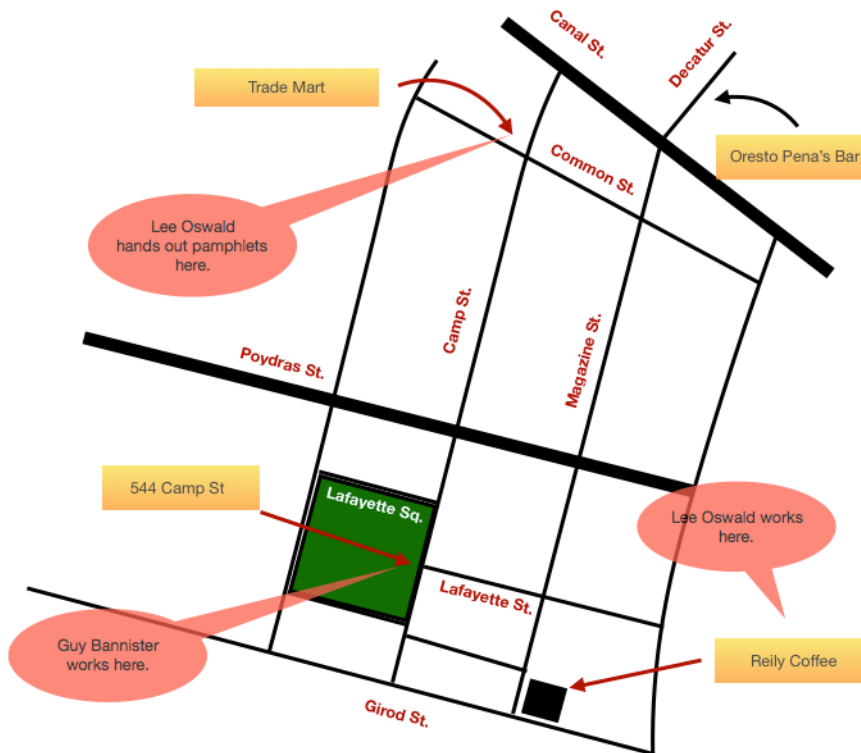 Canal St.
Decatur St.
Trade Mart
Oresto Pena's Bar
Common St.
Lee Oswald
hands out pamphlets
here.
Camp St.
Magazine St.
Poydras St.
544 Camp St
Lafayette Sq.
Lee Oswald works
here.
Lafayette St.
Guy Bannister
works here.
Reily Coffee
Girod St.